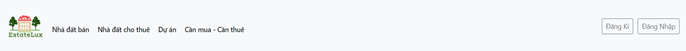 EstateLux
Nhà đất bán Nhà đất cho thuê Dự án Cần mua - Cần thuê
Đăng Kí Đăng Nhập